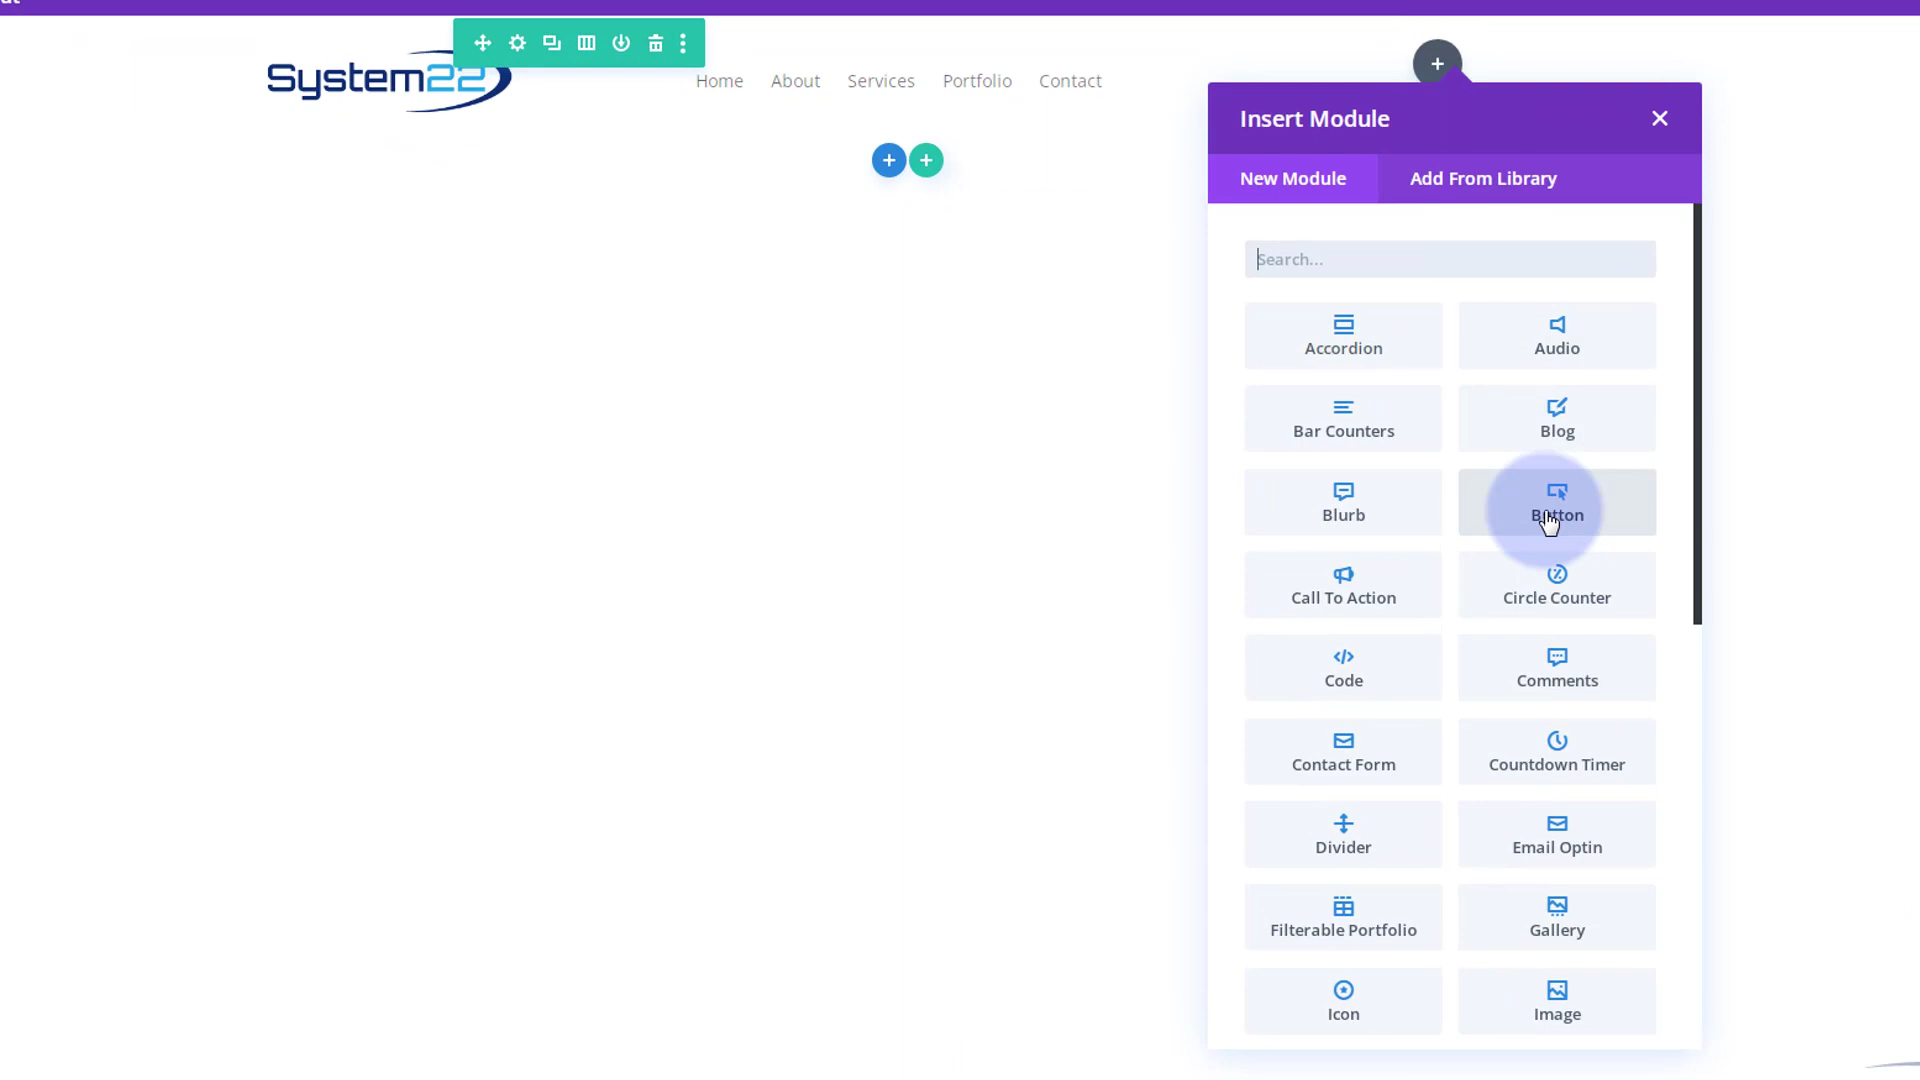 System22
Home About Services Portfolio Contact
Insert Module
New Module Add From Library
Search...
Accordion Audio
Bar Counters Blog
Blurb Button
Call To Action Circle Counter
Code Comments
Contact Form Countdown Timer
Divider Email Optin
Filterable Portfolio Gallery
Icon Image